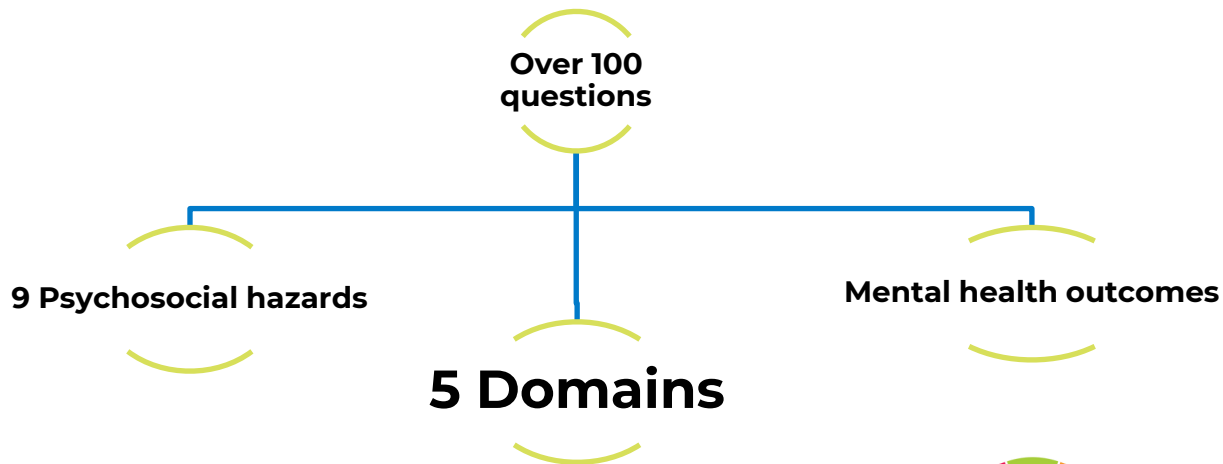 Over 100
questions
9 Psychosocial hazards
Mental health outcomes
5 Domains